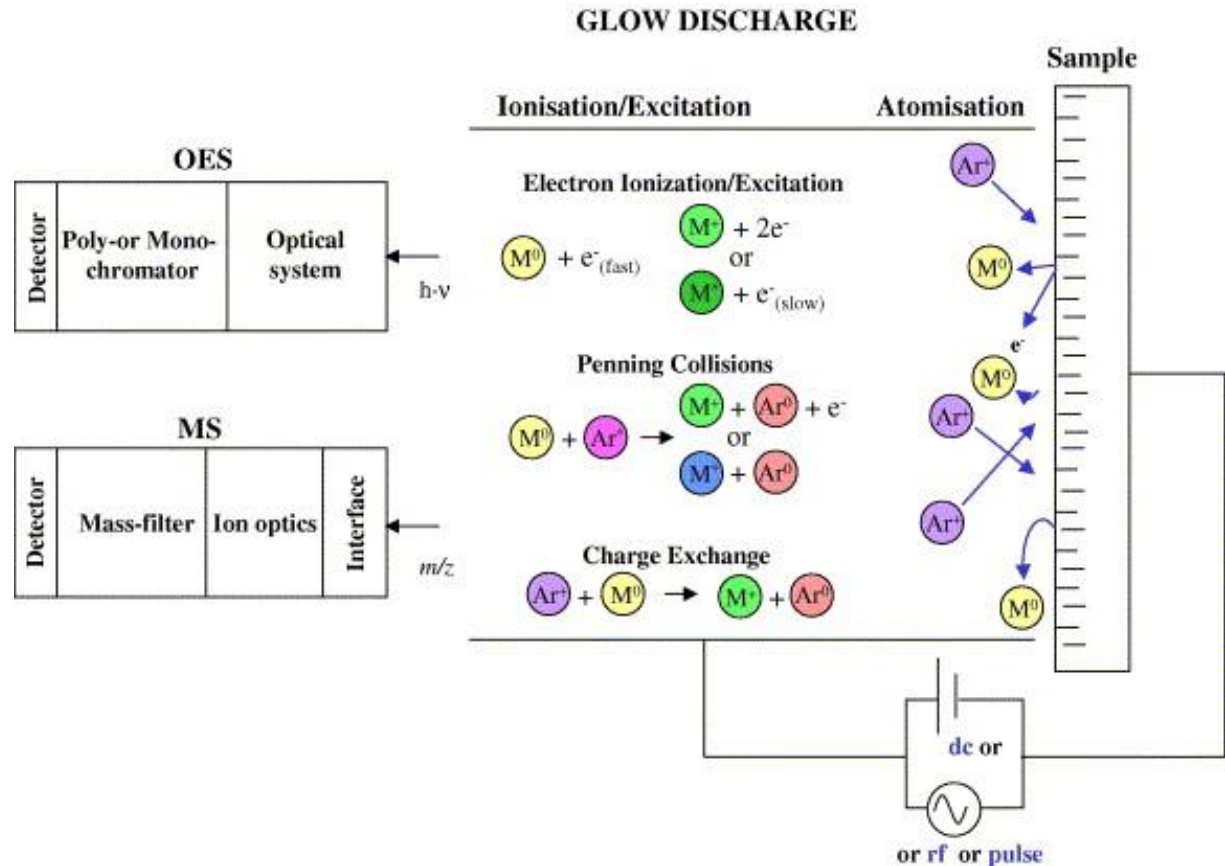 GLOW DISCHARGE
Sample
Ionisation/Excitation
Atomisation
OES
Detector
Poly-or Mono-
chromator
Optical
system
h·ν
MS
Detector
Mass-filter
Ion optics
Interface
m/z
Electron Ionization/Excitation
M⁰ + e⁻(fast)
M⁺ + 2e⁻
or
M* + e⁻(slow)
Penning Collisions
M⁰ + Ar* → M⁺ + Ar⁰ + e⁻
or
M* + Ar⁰
Charge Exchange
Ar⁺ + M⁰ → M⁺ + Ar⁰
Ar⁺
M⁰
e⁻
M⁰
Ar⁺
Ar⁺
M⁰
dc or
or rf or pulse